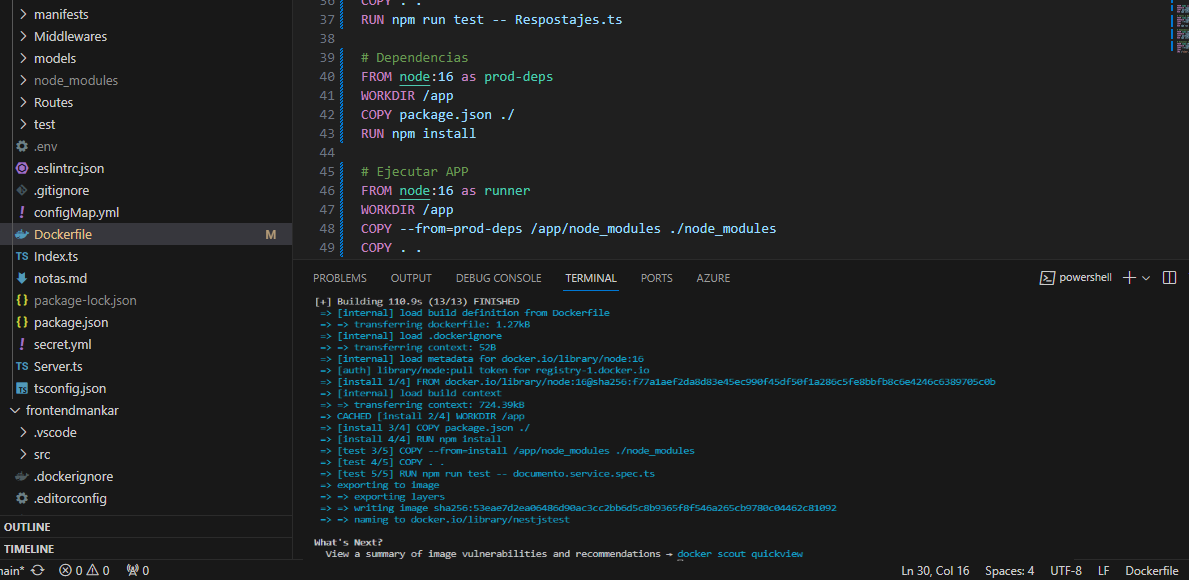 manifests
Middlewares
models
node_modules
Routes
test
.env
.eslintrc.json
.gitignore
configMap.yml
Dockerfile M
TS Index.ts
notas.md
{} package-lock.json
{} package.json
! secret.yml
TS Server.ts
tsconfig.json
frontendmankar
.vscode
src
.dockerignore
.editorconfig
OUTLINE
TIMELINE
36 COPY . .
37 RUN npm run test -- Respostajes.ts
38
39 # Dependencias
40 FROM node:16 as prod-deps
41 WORKDIR /app
42 COPY package.json ./
43 RUN npm install
44
45 # Ejecutar APP
46 FROM node:16 as runner
47 WORKDIR /app
48 COPY --from=prod-deps /app/node_modules ./node_modules
49 COPY . .
PROBLEMS OUTPUT DEBUG CONSOLE TERMINAL PORTS AZURE powershell
[+] Building 110.9s (13/13) FINISHED
=> [internal] load build definition from Dockerfile
=> => transferring dockerfile: 1.27kB
=> [internal] load .dockerignore
=> => transferring context: 52B
=> [internal] load metadata for docker.io/library/node:16
=> [auth] library/node:pull token for registry-1.docker.io
=> [install 1/4] FROM docker.io/library/node:16@sha256:f77a1aef2da8d83e45ec990f45df50f1a286c5fe8bbfb8c6e4246c6389705c0b
=> [internal] load build context
=> => transferring context: 724.39kB
=> CACHED [install 2/4] WORKDIR /app
=> [install 3/4] COPY package.json ./
=> [install 4/4] RUN npm install
=> [test 3/5] COPY --from=install /app/node_modules ./node_modules
=> [test 4/5] COPY . .
=> [test 5/5] RUN npm run test -- documento.service.spec.ts
=> exporting to image
=> => exporting layers
=> => writing image sha256:53eae7d2ea06486d90ac3cc2bb6d5c8b9365f8f546a265cb9780c04462c81092
=> => naming to docker.io/library/nestjstest
What's Next?
View a summary of image vulnerabilities and recommendations → docker scout quickview
main* 0 0 0 Ln 30, Col 16 Spaces: 4 UTF-8 LF Dockerfile